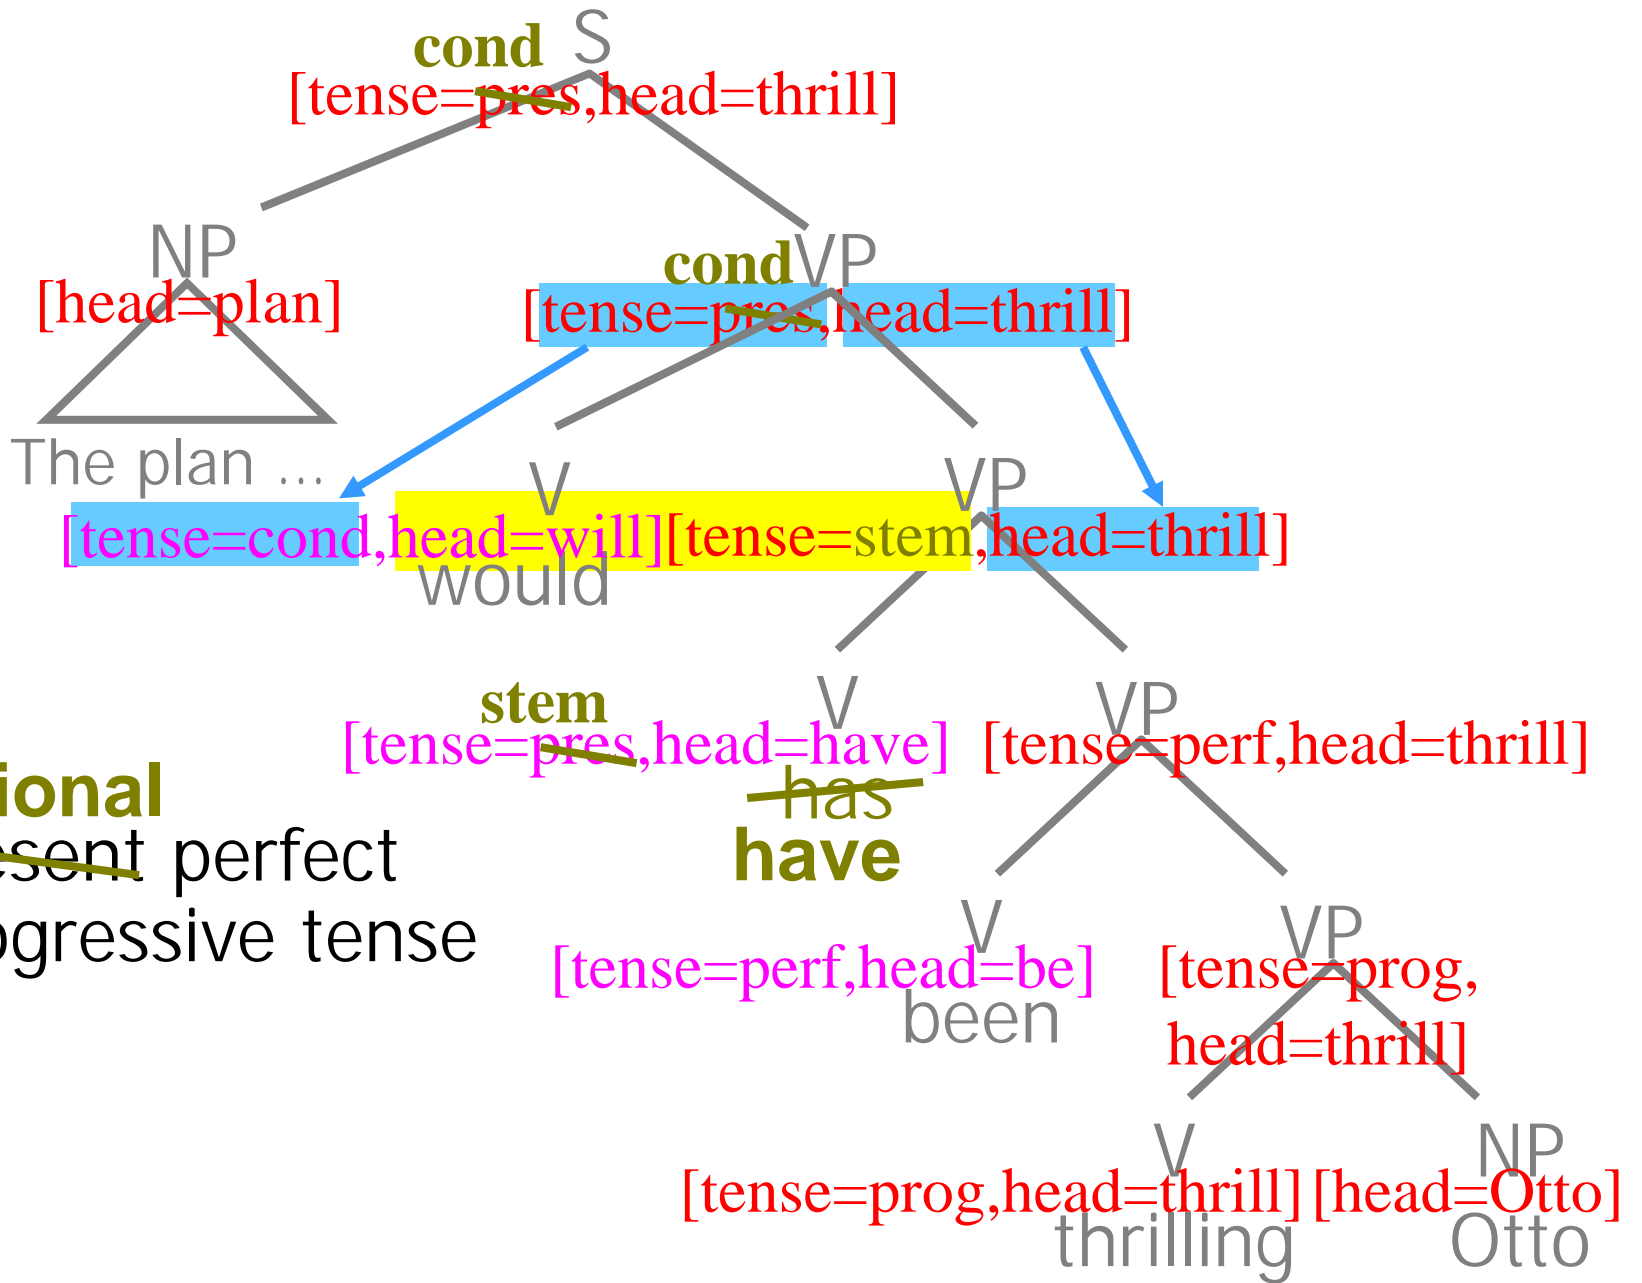 cond S
[tense=pres,head=thrill]
NP
[head=plan]
cond VP
[tense=pres,head=thrill]
The plan ...
V
VP
[tense=cond,head=will][tense=stem,head=thrill]
would
stem
V
VP
[tense=pres,head=have]
[tense=perf,head=thrill]
has
have
ional
esent perfect
ogressive tense
V
VP
[tense=perf,head=be]
[tense=prog,
head=thrill]
been
V
NP
[tense=prog,head=thrill]
[head=Otto]
thrilling
Otto